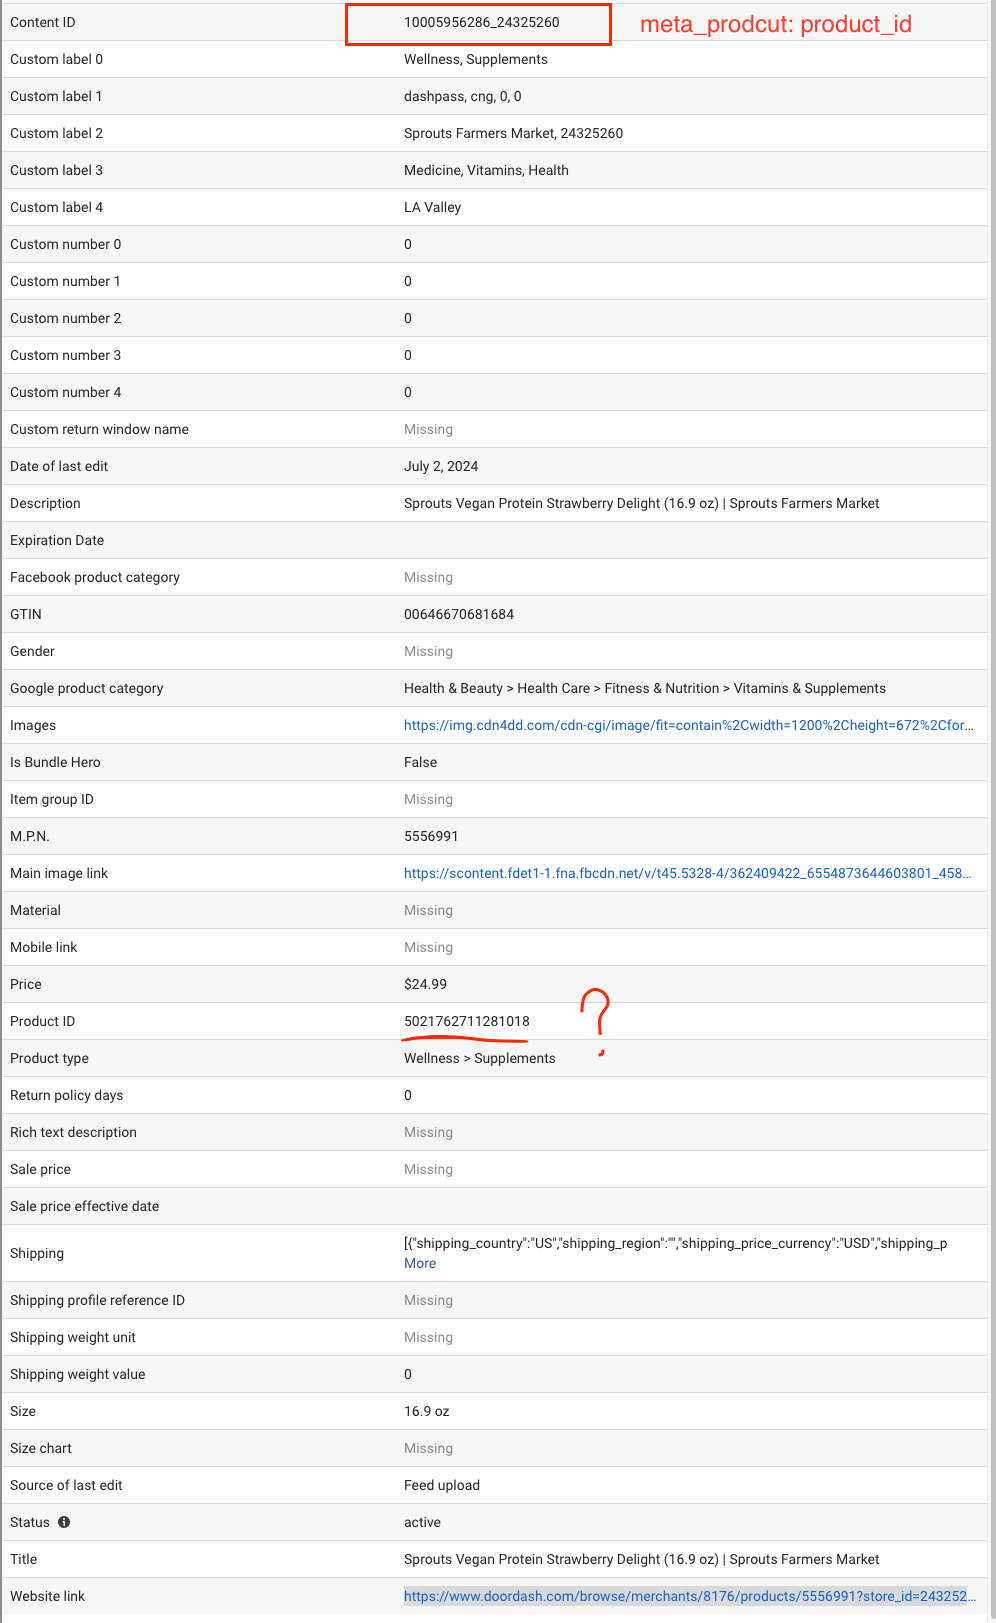 Content ID 10005956286_24325260 meta_prodcut: product_id
Custom label 0 Wellness, Supplements
Custom label 1 dashpass, cng, 0, 0
Custom label 2 Sprouts Farmers Market, 24325260
Custom label 3 Medicine, Vitamins, Health
Custom label 4 LA Valley
Custom number 0 0
Custom number 1 0
Custom number 2 0
Custom number 3 0
Custom number 4 0
Custom return window name Missing
Date of last edit July 2, 2024
Description Sprouts Vegan Protein Strawberry Delight (16.9 oz) | Sprouts Farmers Market
Expiration Date
Facebook product category Missing
GTIN 00646670681684
Gender Missing
Google product category Health & Beauty > Health Care > Fitness & Nutrition > Vitamins & Supplements
Images https://img.cdn4dd.com/cdn-cgi/image/fit=contain%2Cwidth=1200%2Cheight=672%2Cfor...
Is Bundle Hero False
Item group ID Missing
M.P.N. 5556991
Main image link https://scontent.fdet1-1.fna.fbcdn.net/v/t45.5328-4/362409422_6554873644603801_458...
Material Missing
Mobile link Missing
Price $24.99
Product ID 5021762711281018 ?
Product type Wellness > Supplements
Return policy days 0
Rich text description Missing
Sale price Missing
Sale price effective date
Shipping [{"shipping_country":"US","shipping_region":"","shipping_price_currency":"USD","shipping_p
More
Shipping profile reference ID Missing
Shipping weight unit Missing
Shipping weight value 0
Size 16.9 oz
Size chart Missing
Source of last edit Feed upload
Status active
Title Sprouts Vegan Protein Strawberry Delight (16.9 oz) | Sprouts Farmers Market
Website link https://www.doordash.com/browse/merchants/8176/products/5556991?store_id=243252...